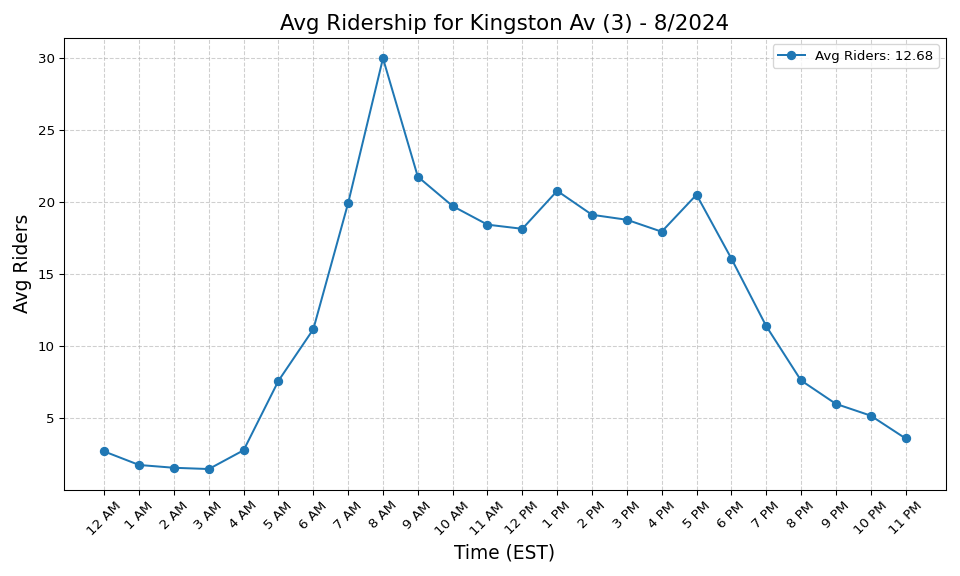 Avg Ridership for Kingston Av (3) - 8/2024
Avg Riders: 12.68
Avg Riders
30
25
20
15
10
5
12 AM
1 AM
2 AM
3 AM
4 AM
5 AM
6 AM
7 AM
8 AM
9 AM
10 AM
11 AM
12 PM
1 PM
2 PM
3 PM
4 PM
5 PM
6 PM
7 PM
8 PM
9 PM
10 PM
11 PM
Time (EST)